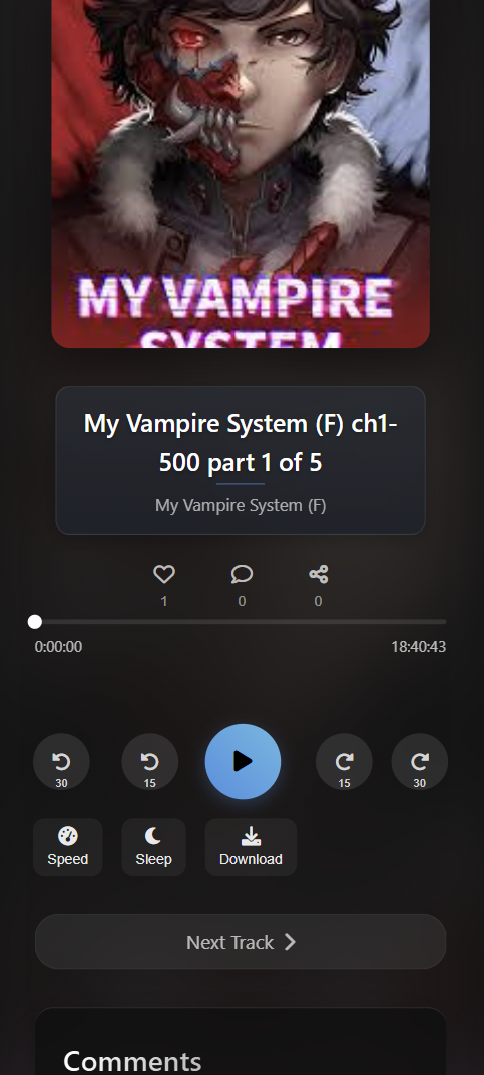 MY VAMPIRE
SYSTEM
My Vampire System (F) ch1-
500 part 1 of 5
My Vampire System (F)
1 0 0
0:00:00 18:40:43
30 15 15 30
Speed Sleep Download
Next Track
Comments